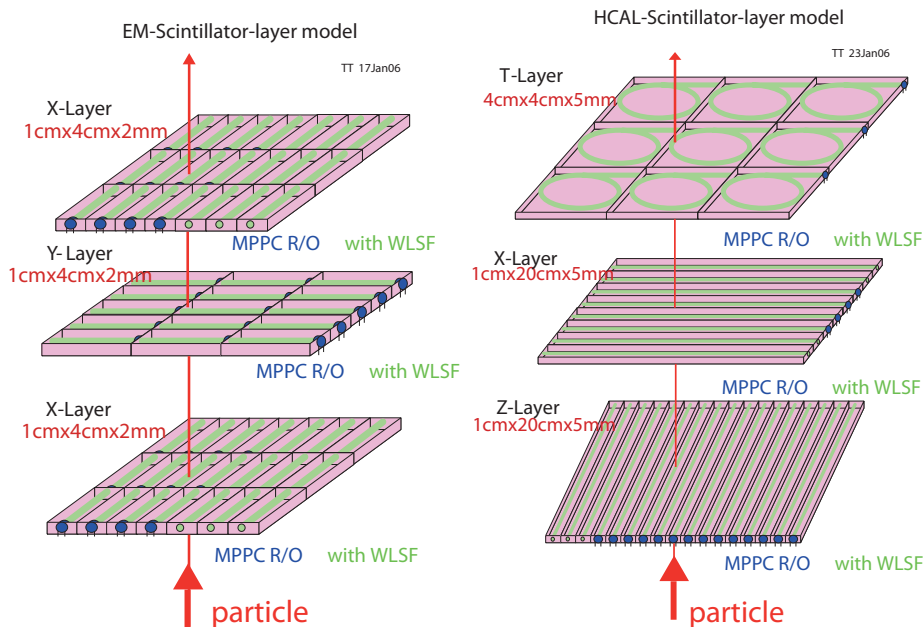 EM-Scintillator-layer model
TT 17Jan06
X-Layer
1cmx4cmx2mm
MPPC R/O with WLSF
Y-Layer
1cmx4cmx2mm
MPPC R/O with WLSF
X-Layer
1cmx4cmx2mm
MPPC R/O with WLSF
particle
HCAL-Scintillator-layer model
TT 23Jan06
T-Layer
4cmx4cmx5mm
MPPC R/O with WLSF
X-Layer
1cmx20cmx5mm
MPPC R/O with WLSF
Z-Layer
1cmx20cmx5mm
MPPC R/O with WLSF
particle